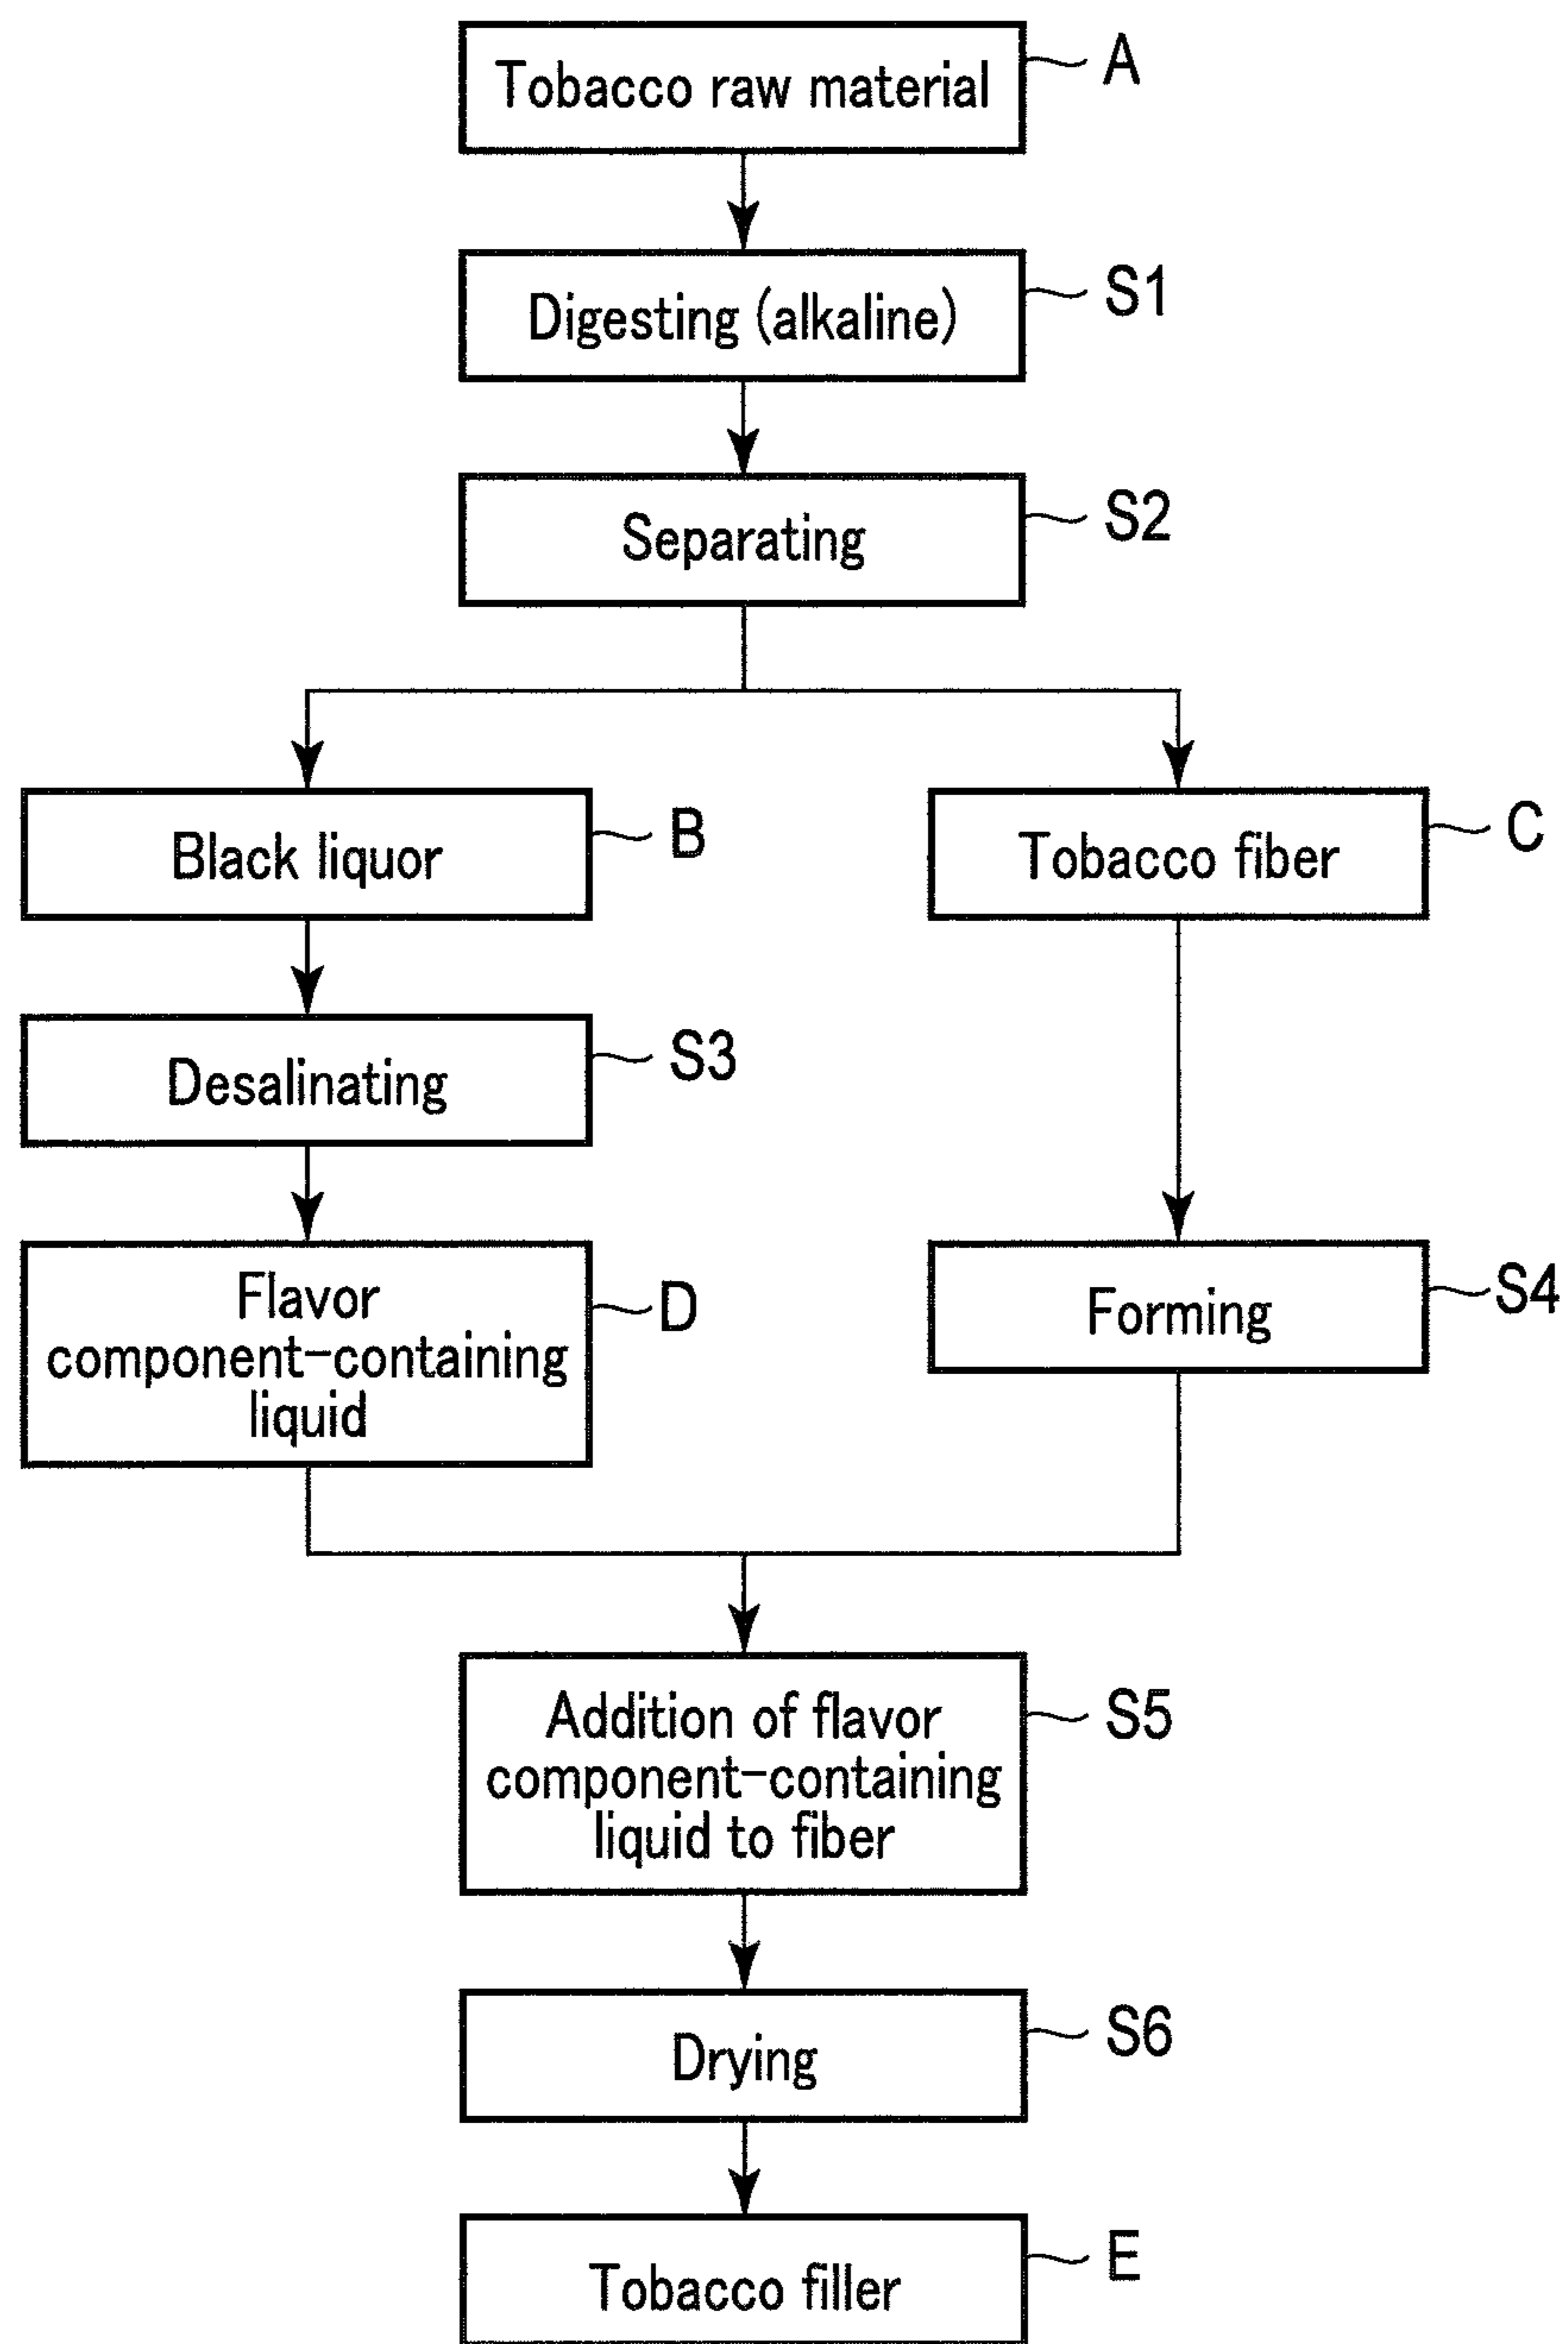 Tobacco raw material
A
Digesting (alkaline)
S1
Separating
S2
Black liquor
B
Tobacco fiber
C
Desalinating
S3
Flavor
component-containing
liquid
D
Forming
S4
Addition of flavor
component-containing
liquid to fiber
S5
Drying
S6
Tobacco filler
E